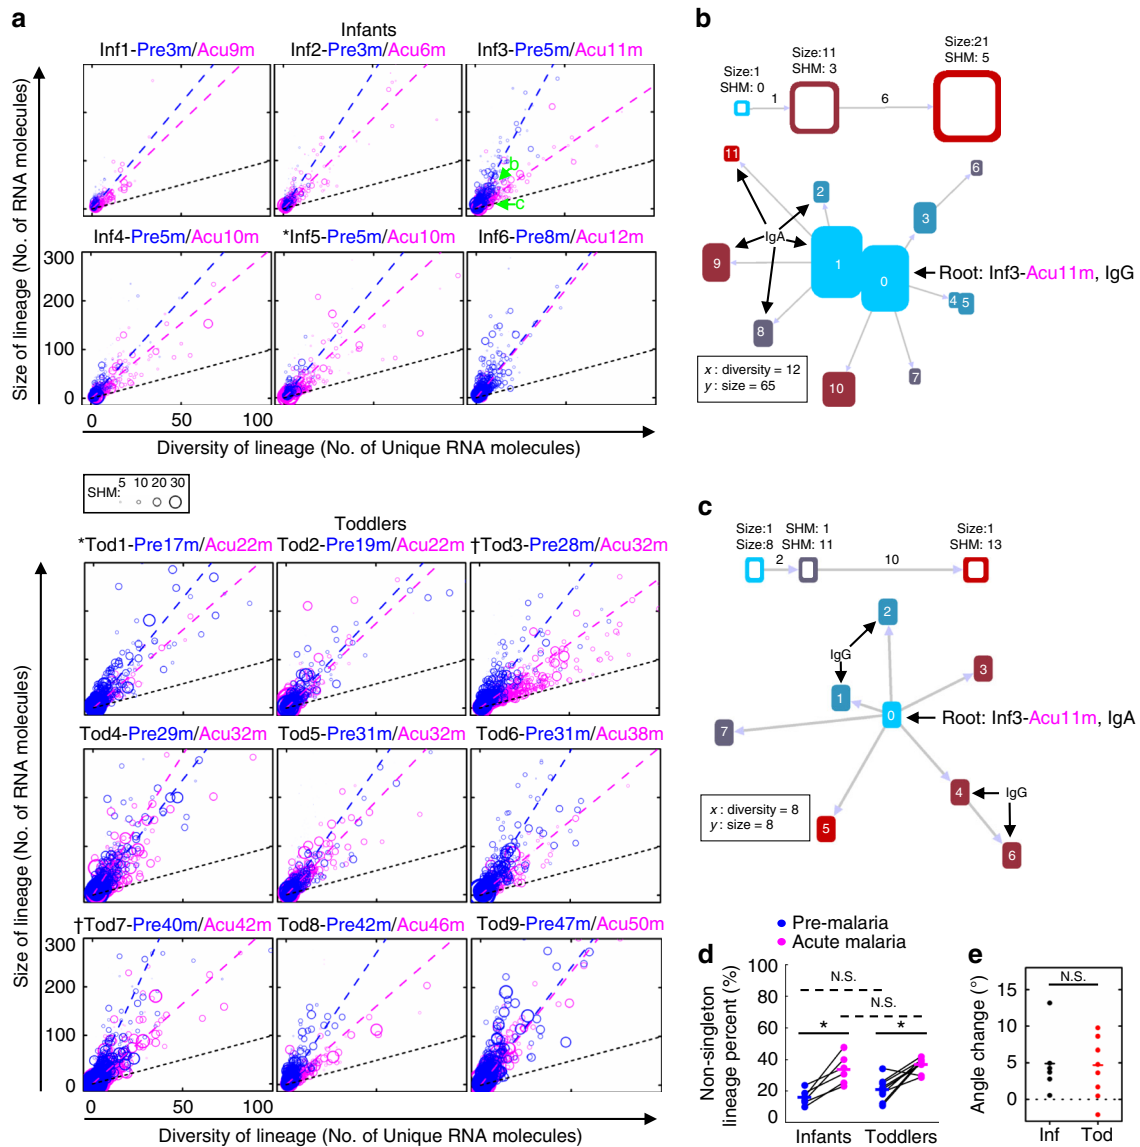 a
Infants
Inf1-Pre3m/Acu9m
Inf2-Pre3m/Acu6m
Inf3-Pre5m/Acu11m
b
c
Inf4-Pre5m/Acu10m
*Inf5-Pre5m/Acu10m
Inf6-Pre8m/Acu12m
300
200
100
0
0
50
100
Size of lineage (No. of RNA molecules)
Diversity of lineage (No. of Unique RNA molecules)
SHM:
5 10 20 30
Toddlers
*Tod1-Pre17m/Acu22m
Tod2-Pre19m/Acu22m
†Tod3-Pre28m/Acu32m
Tod4-Pre29m/Acu32m
Tod5-Pre31m/Acu32m
Tod6-Pre31m/Acu38m
†Tod7-Pre40m/Acu42m
Tod8-Pre42m/Acu46m
Tod9-Pre47m/Acu50m
300
200
100
0
0
50
100
Size of lineage (No. of RNA molecules)
Diversity of lineage (No. of Unique RNA molecules)
b
Size:1
SHM: 0
1
Size:11
SHM: 3
6
Size:21
SHM: 5
11
2
6
3
IgA
9
1
0
Root: Inf3-Acu11m, IgG
4
5
8
7
10
x : diversity = 12
y : size = 65
c
Size:1
Size:8
2
SHM: 1
SHM: 11
10
Size:1
SHM: 13
2
IgG
3
1
0
Root: Inf3-Acu11m, IgA
7
4
IgG
5
6
x : diversity = 8
y : size = 8
Pre-malaria
Acute malaria
d
Non-singleton
lineage percent (%)
100
80
60
40
20
0
N.S.
N.S.
*
*
Infants
Toddlers
e
Angle change (°)
15
10
5
0
N.S.
Inf
Tod